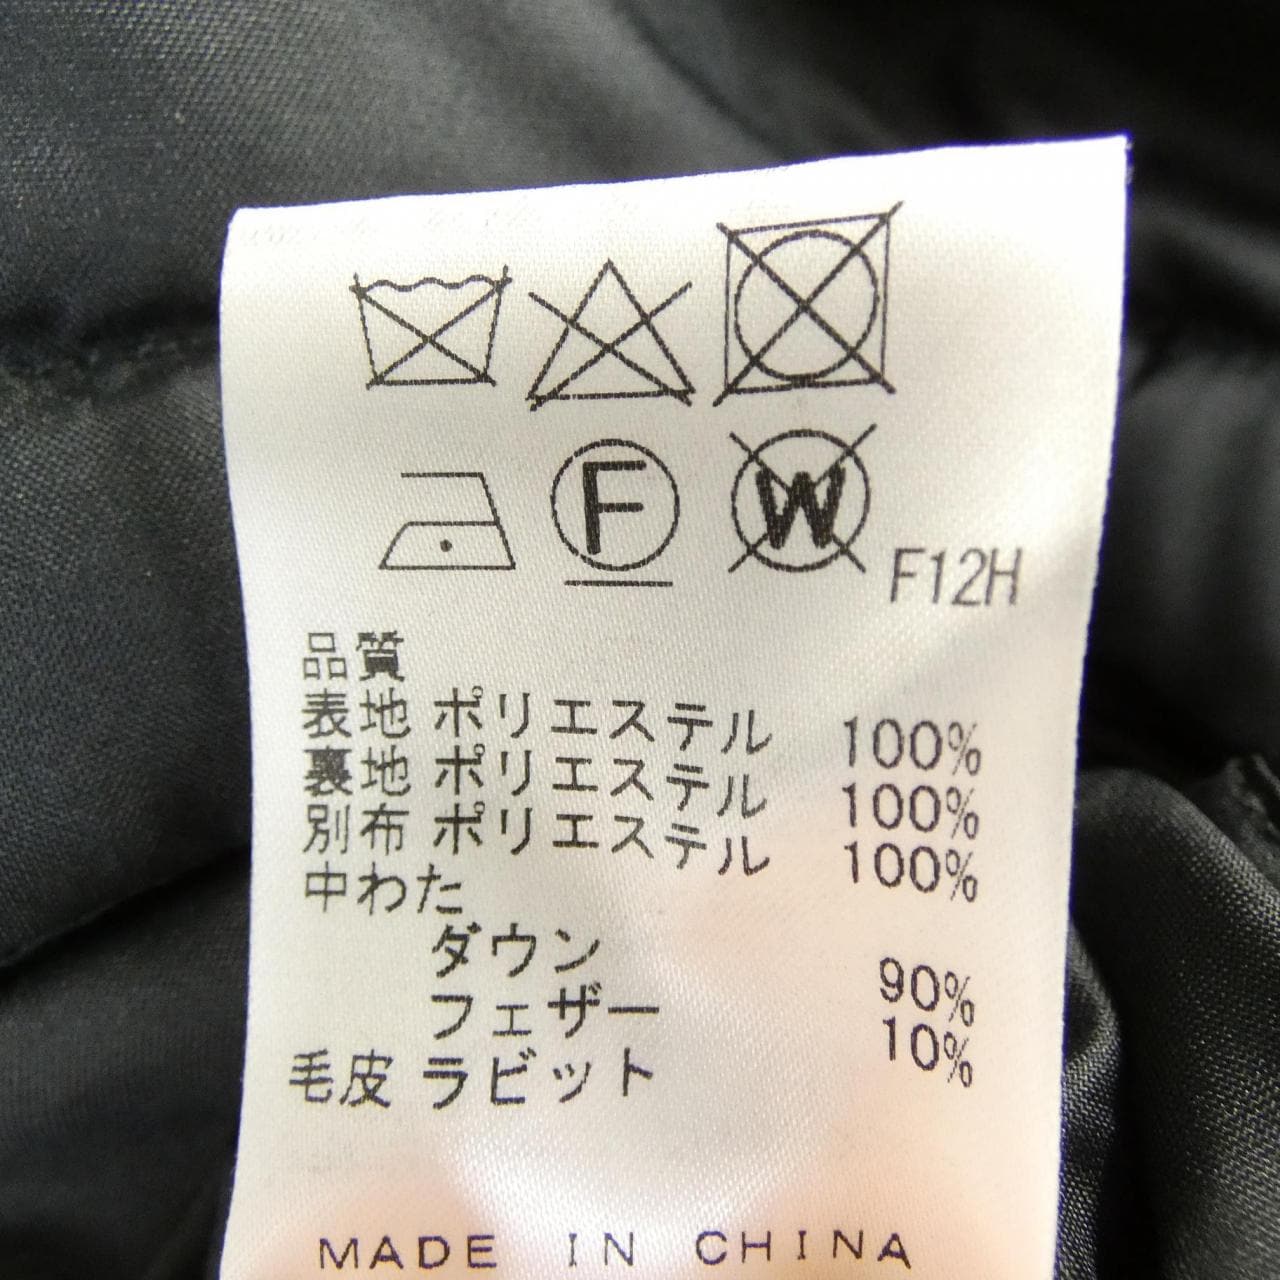 F
W
F12H
品質
表地 ポリエステル 100%
裏地 ポリエステル 100%
別布 ポリエステル 100%
中わた
ダウン 90%
フェザー 10%
毛皮 ラビット
MADE IN CHINA